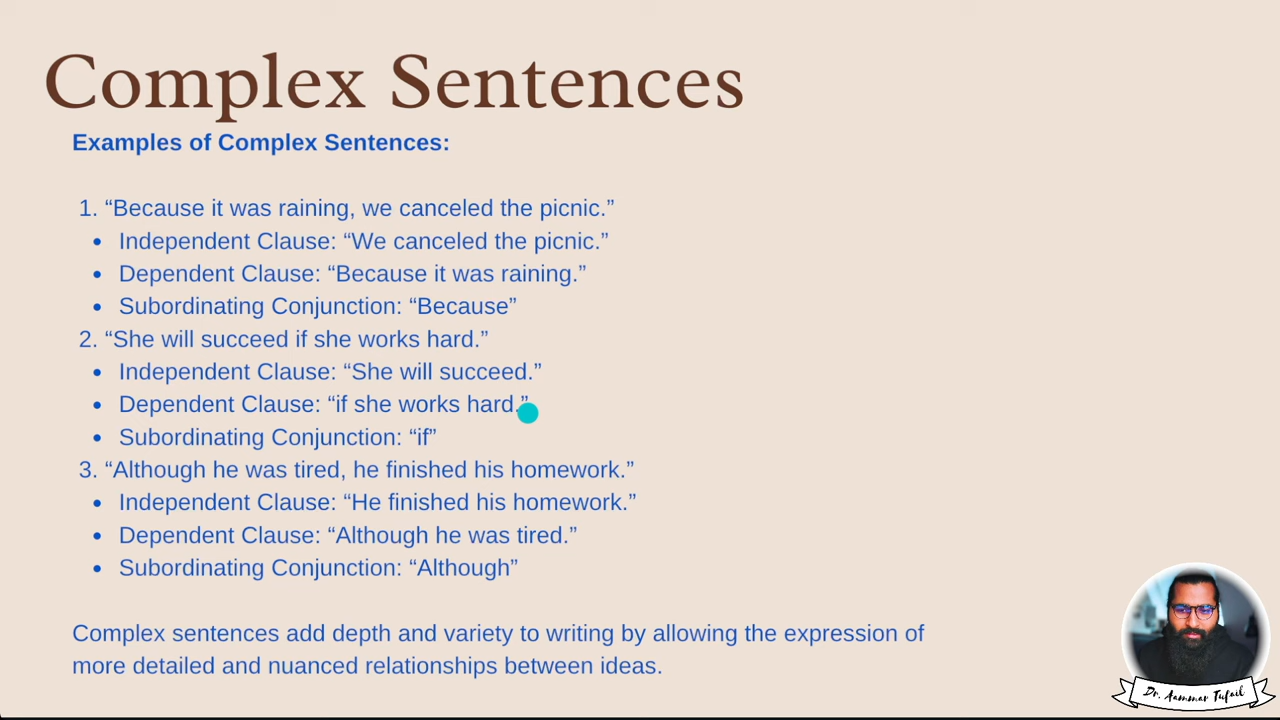 Complex Sentences
Examples of Complex Sentences:
1. “Because it was raining, we canceled the picnic.”
• Independent Clause: “We canceled the picnic.”
• Dependent Clause: “Because it was raining.”
• Subordinating Conjunction: “Because”
2. “She will succeed if she works hard.”
• Independent Clause: “She will succeed.”
• Dependent Clause: “if she works hard.”
• Subordinating Conjunction: “if”
3. “Although he was tired, he finished his homework.”
• Independent Clause: “He finished his homework.”
• Dependent Clause: “Although he was tired.”
• Subordinating Conjunction: “Although”
Complex sentences add depth and variety to writing by allowing the expression of
more detailed and nuanced relationships between ideas.
Dr. Aammar Tufail